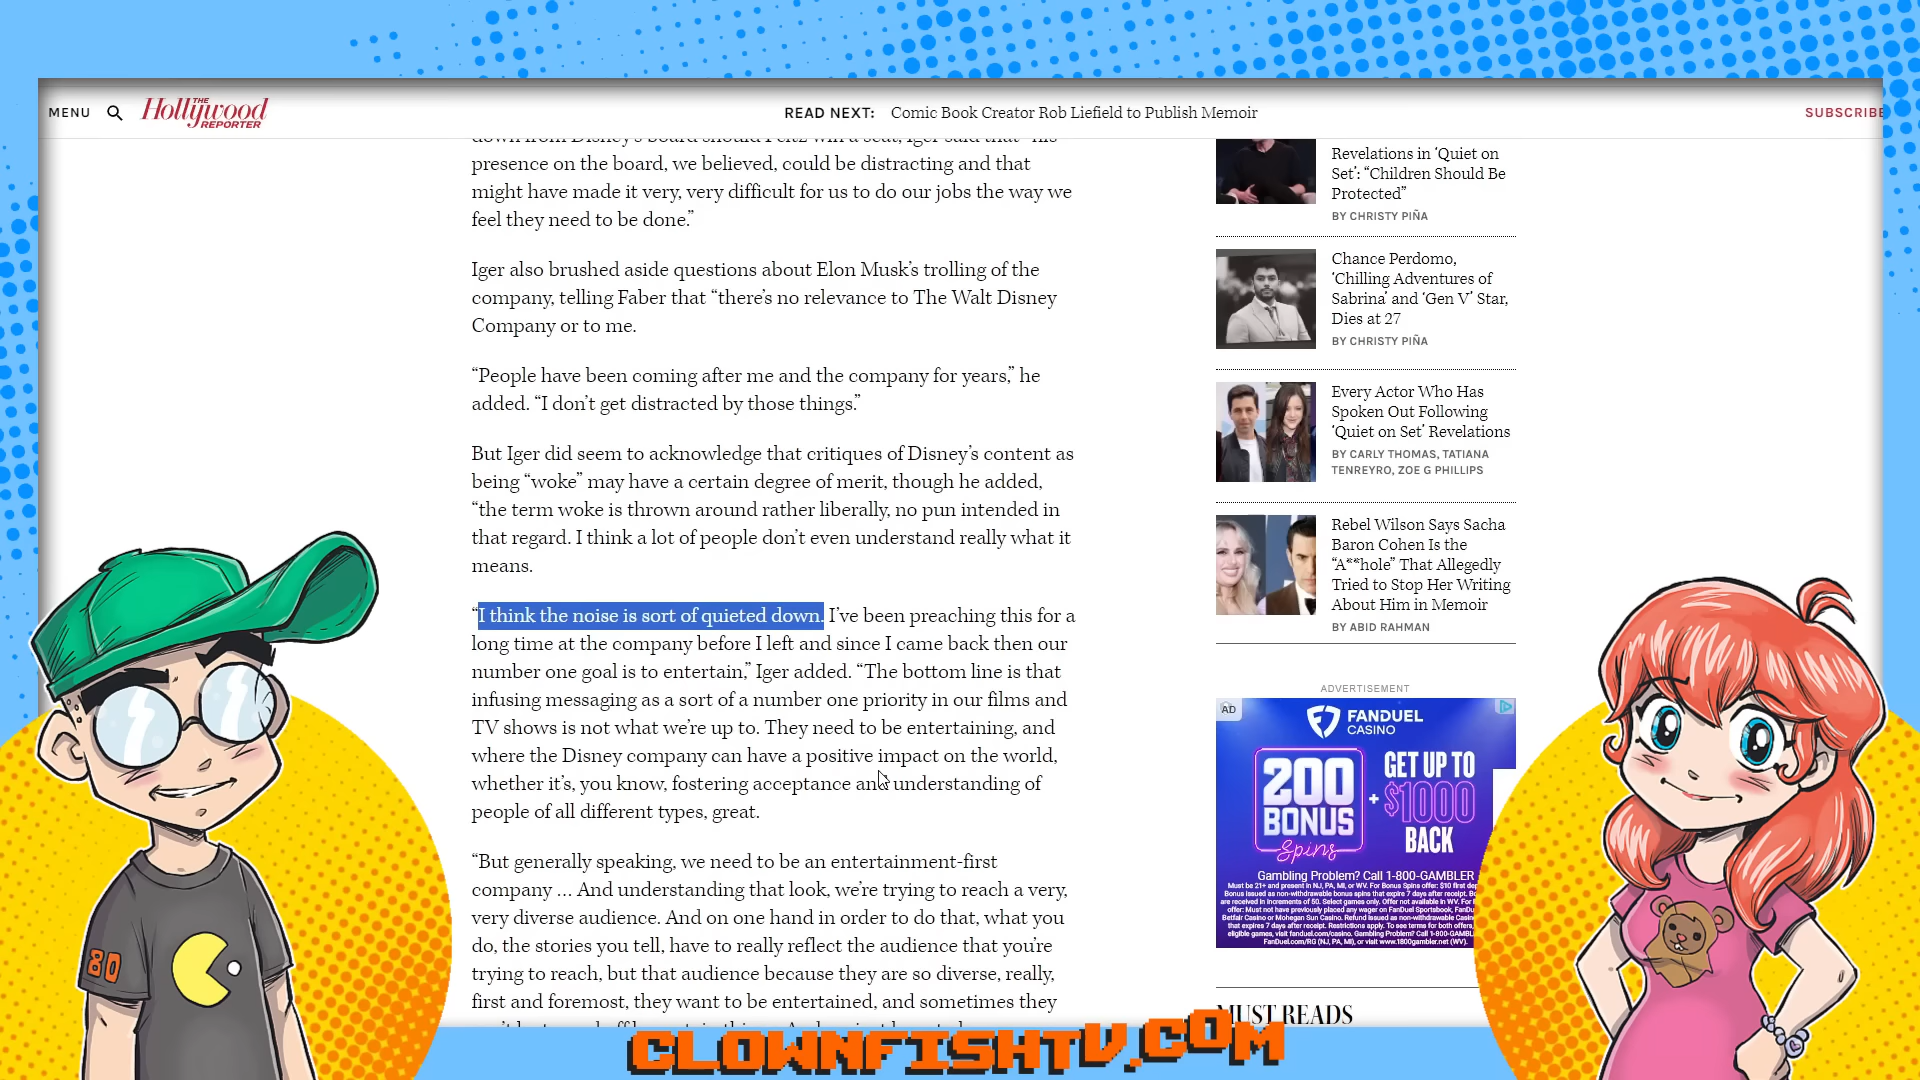 MENU
THE
Hollywood
REPORTER
READ NEXT: Comic Book Creator Rob Liefield to Publish Memoir
SUBSCRIBE
presence on the board, we believed, could be distracting and that
might have made it very, very difficult for us to do our jobs the way we
feel they need to be done.”
Iger also brushed aside questions about Elon Musk’s trolling of the
company, telling Faber that “there’s no relevance to The Walt Disney
Company or to me.
“People have been coming after me and the company for years,” he
added. “I don’t get distracted by those things.”
But Iger did seem to acknowledge that critiques of Disney’s content as
being “woke” may have a certain degree of merit, though he added,
“the term woke is thrown around rather liberally, no pun intended in
that regard. I think a lot of people don’t even understand really what it
means.
“I think the noise is sort of quieted down. I’ve been preaching this for a
long time at the company before I left and since I came back then our
number one goal is to entertain,” Iger added. “The bottom line is that
infusing messaging as a sort of a number one priority in our films and
TV shows is not what we’re up to. They need to be entertaining, and
where the Disney company can have a positive impact on the world,
whether it’s, you know, fostering acceptance and understanding of
people of all different types, great.
“But generally speaking, we need to be an entertainment-first
company … And understanding that look, we’re trying to reach a very,
very diverse audience. And on one hand in order to do that, what you
do, the stories you tell, have to really reflect the audience that you’re
trying to reach, but that audience because they are so diverse, really,
first and foremost, they want to be entertained, and sometimes they
Revelations in ‘Quiet on
Set’: “Children Should Be
Protected”
BY CHRISTY PIÑA
Chance Perdomo,
‘Chilling Adventures of
Sabrina’ and ‘Gen V’ Star,
Dies at 27
BY CHRISTY PIÑA
Every Actor Who Has
Spoken Out Following
‘Quiet on Set’ Revelations
BY CARLY THOMAS, TATIANA
TENREYRO, ZOE G PHILLIPS
Rebel Wilson Says Sacha
Baron Cohen Is the
“A**hole” That Allegedly
Tried to Stop Her Writing
About Him in Memoir
BY ABID RAHMAN
ADVERTISEMENT
AD
FANDUEL
CASINO
200
BONUS
Spins
+
GET UP TO
$1000
BACK
Gambling Problem? Call 1-800-GAMBLER
MUST READS
80
CLOWNFISHTV.COM